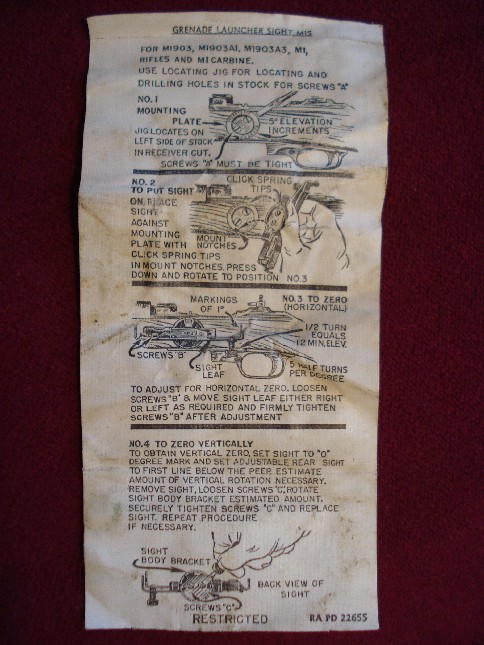 GRENADE LAUNCHER SIGHT, M15
FOR M1903, M1903A1, M1903A3, M1,
RIFLES AND M1 CARBINE.
USE LOCATING JIG FOR LOCATING AND
DRILLING HOLES IN STOCK FOR SCREWS "A"
NO.1
MOUNTING
PLATE
JIG LOCATES ON
LEFT SIDE OF STOCK
IN RECEIVER CUT.
5° ELEVATION
INCREMENTS
SCREWS "A" MUST BE TIGHT
NO.2
TO PUT SIGHT
ON, PLACE
SIGHT
AGAINST
MOUNTING
PLATE WITH
CLICK SPRING TIPS
IN MOUNT NOTCHES, PRESS
DOWN AND ROTATE TO POSITION NO.3
CLICK SPRING
TIPS
MOUNT
NOTCHES
MARKINGS
OF 1°
NO.3 TO ZERO
(HORIZONTAL)
1/2 TURN
EQUALS
12 MIN. ELEV.
SCREWS "B"
SIGHT
LEAF
5 HALF TURNS
PER DEGREE
TO ADJUST FOR HORIZONTAL ZERO. LOOSEN
SCREWS "B" & MOVE SIGHT LEAF EITHER RIGHT
OR LEFT AS REQUIRED AND FIRMLY TIGHTEN
SCREWS "B" AFTER ADJUSTMENT
NO.4 TO ZERO VERTICALLY
TO OBTAIN VERTICAL ZERO, SET SIGHT TO "0"
DEGREE MARK AND SET ADJUSTABLE REAR SIGHT
TO FIRST LINE BELOW THE PEEP. ESTIMATE
AMOUNT OF VERTICAL ROTATION NECESSARY.
REMOVE SIGHT, LOOSEN SCREWS "C", ROTATE
SIGHT BODY BRACKET ESTIMATED AMOUNT.
SECURELY TIGHTEN SCREWS "C" AND REPLACE
SIGHT. REPEAT PROCEDURE
IF NECESSARY.
SIGHT
BODY BRACKET
BACK VIEW OF
SIGHT
SCREWS "C"
RESTRICTED
RA PD 22655